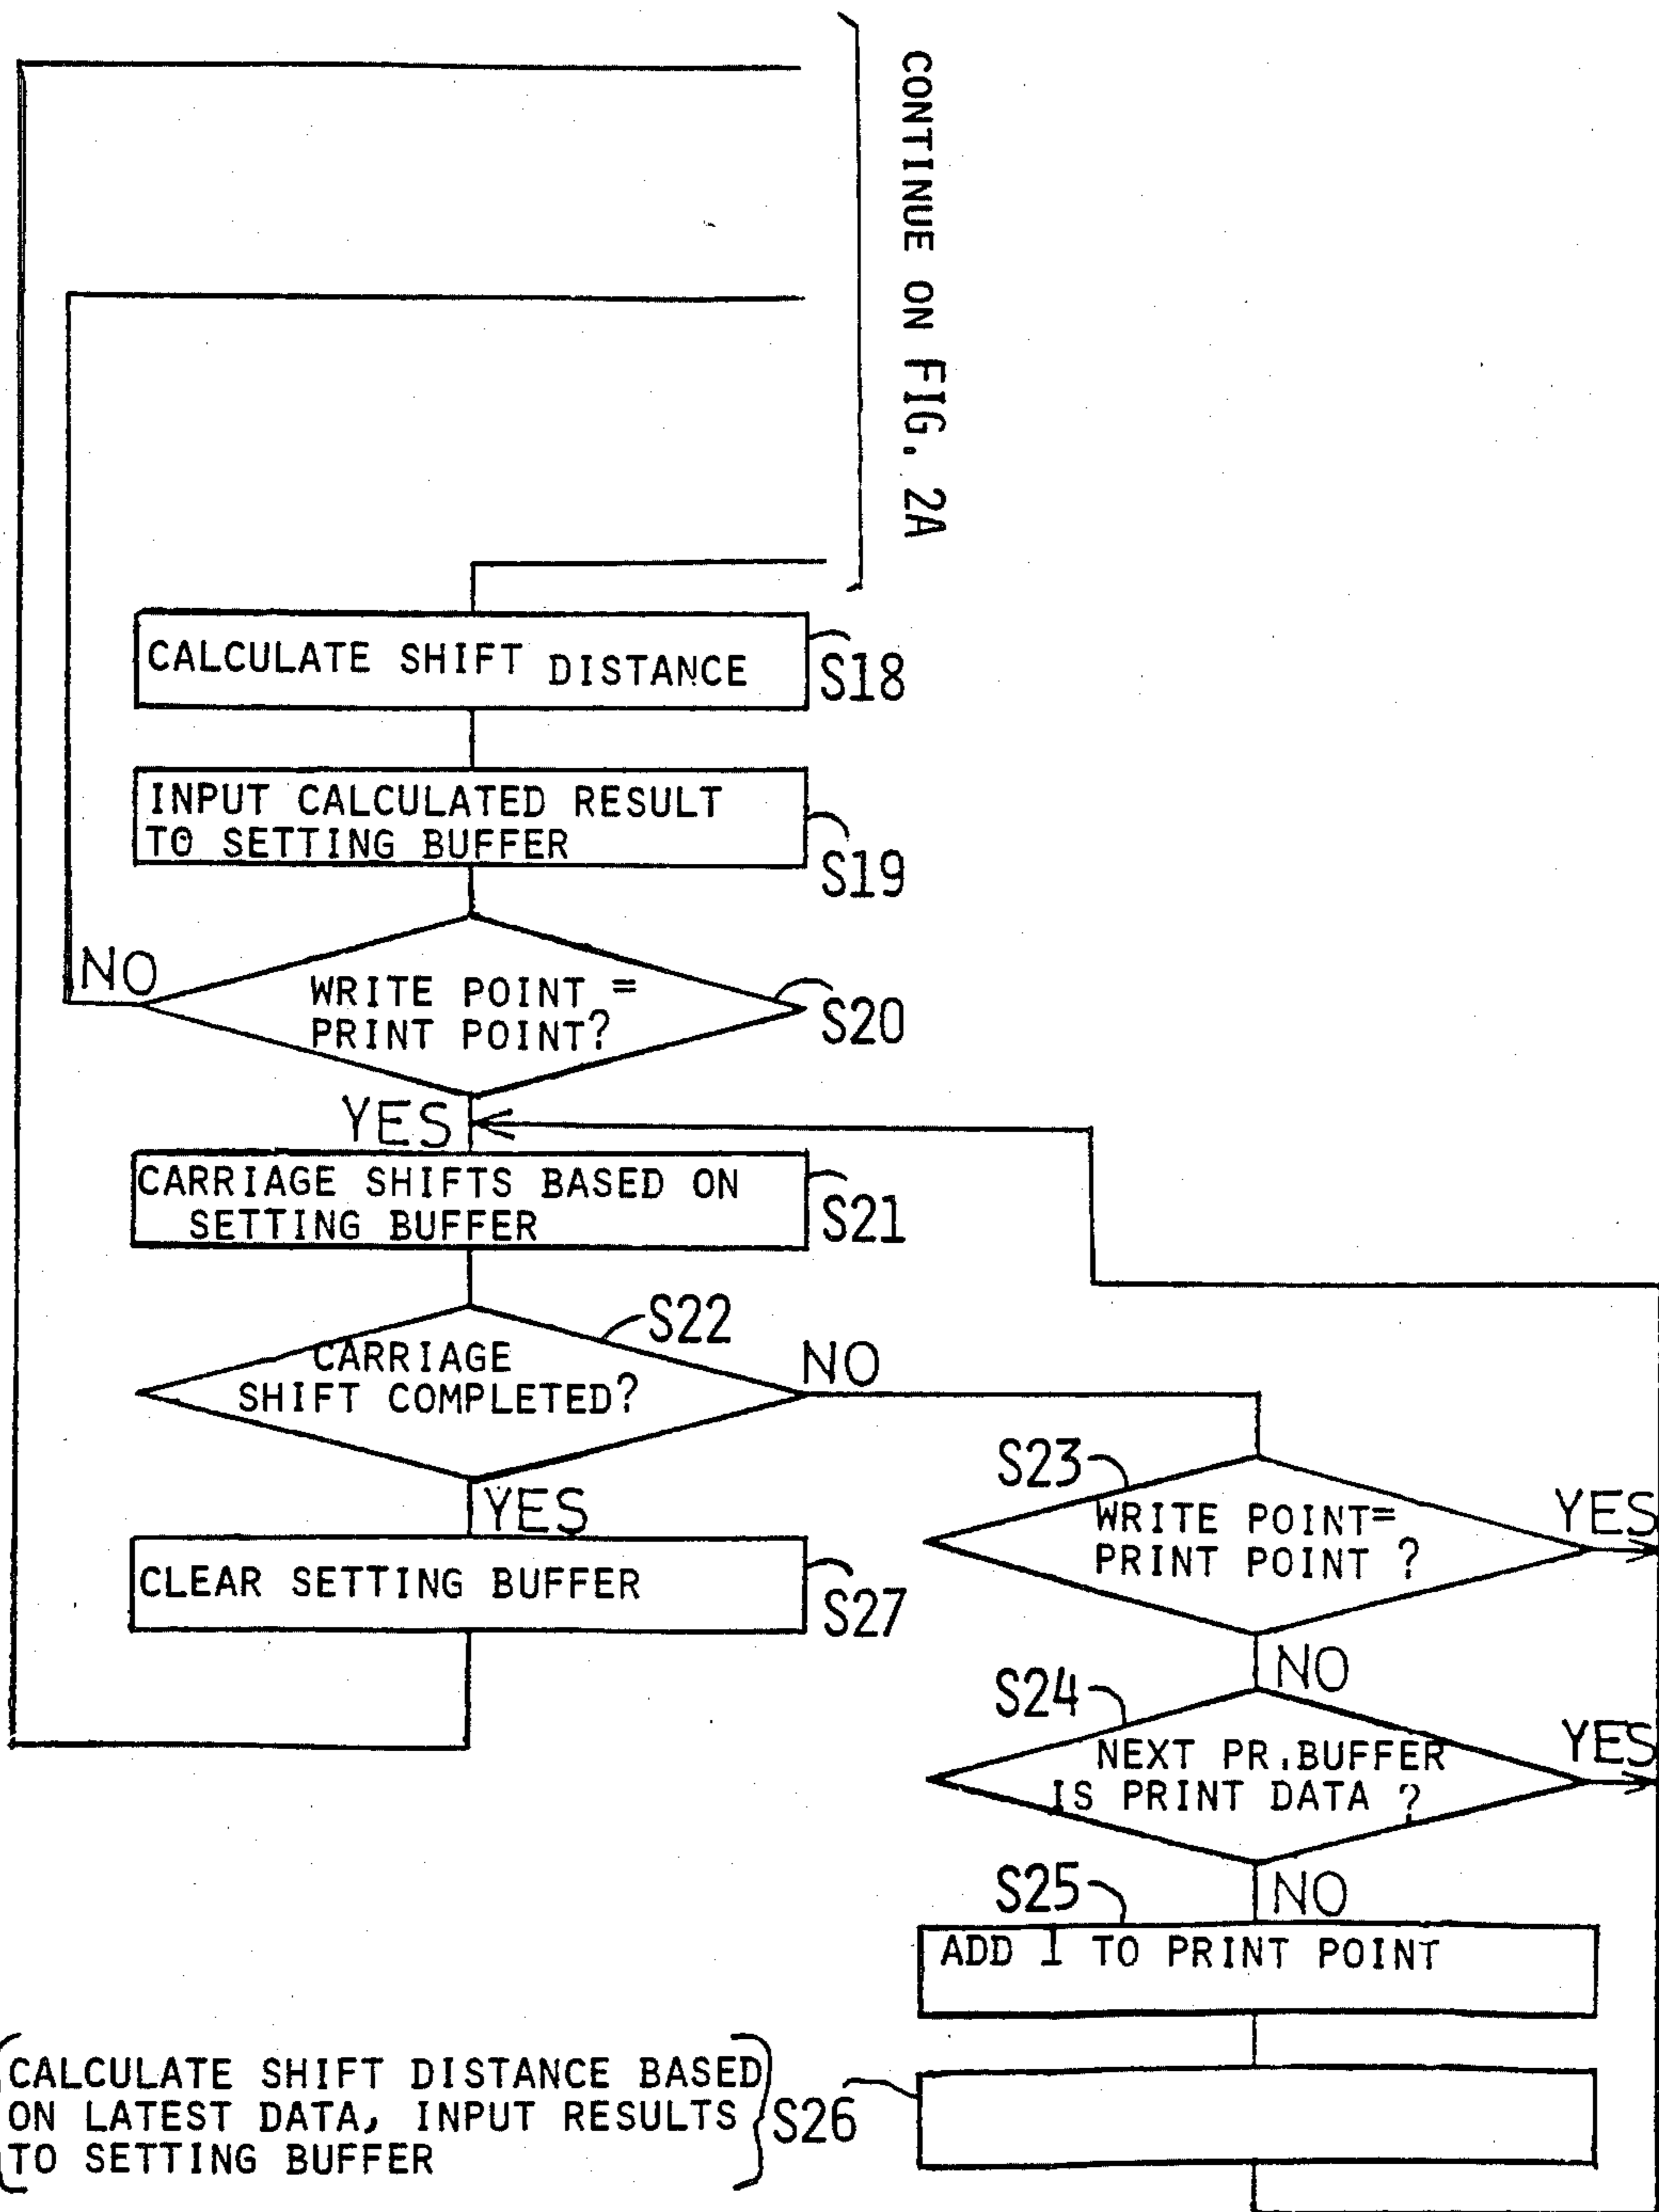 CONTINUE ON FIG. 2A
CALCULATE SHIFT DISTANCE
S18
INPUT CALCULATED RESULT
TO SETTING BUFFER
S19
NO
WRITE POINT =
PRINT POINT?
S20
YES
CARRIAGE SHIFTS BASED ON
SETTING BUFFER
S21
S22
CARRIAGE
SHIFT COMPLETED?
NO
YES
CLEAR SETTING BUFFER
S27
S23
WRITE POINT=
PRINT POINT ?
YES
NO
S24
NEXT PR.BUFFER
IS PRINT DATA ?
YES
NO
S25
ADD 1 TO PRINT POINT
CALCULATE SHIFT DISTANCE BASED
ON LATEST DATA, INPUT RESULTS
TO SETTING BUFFER
S26